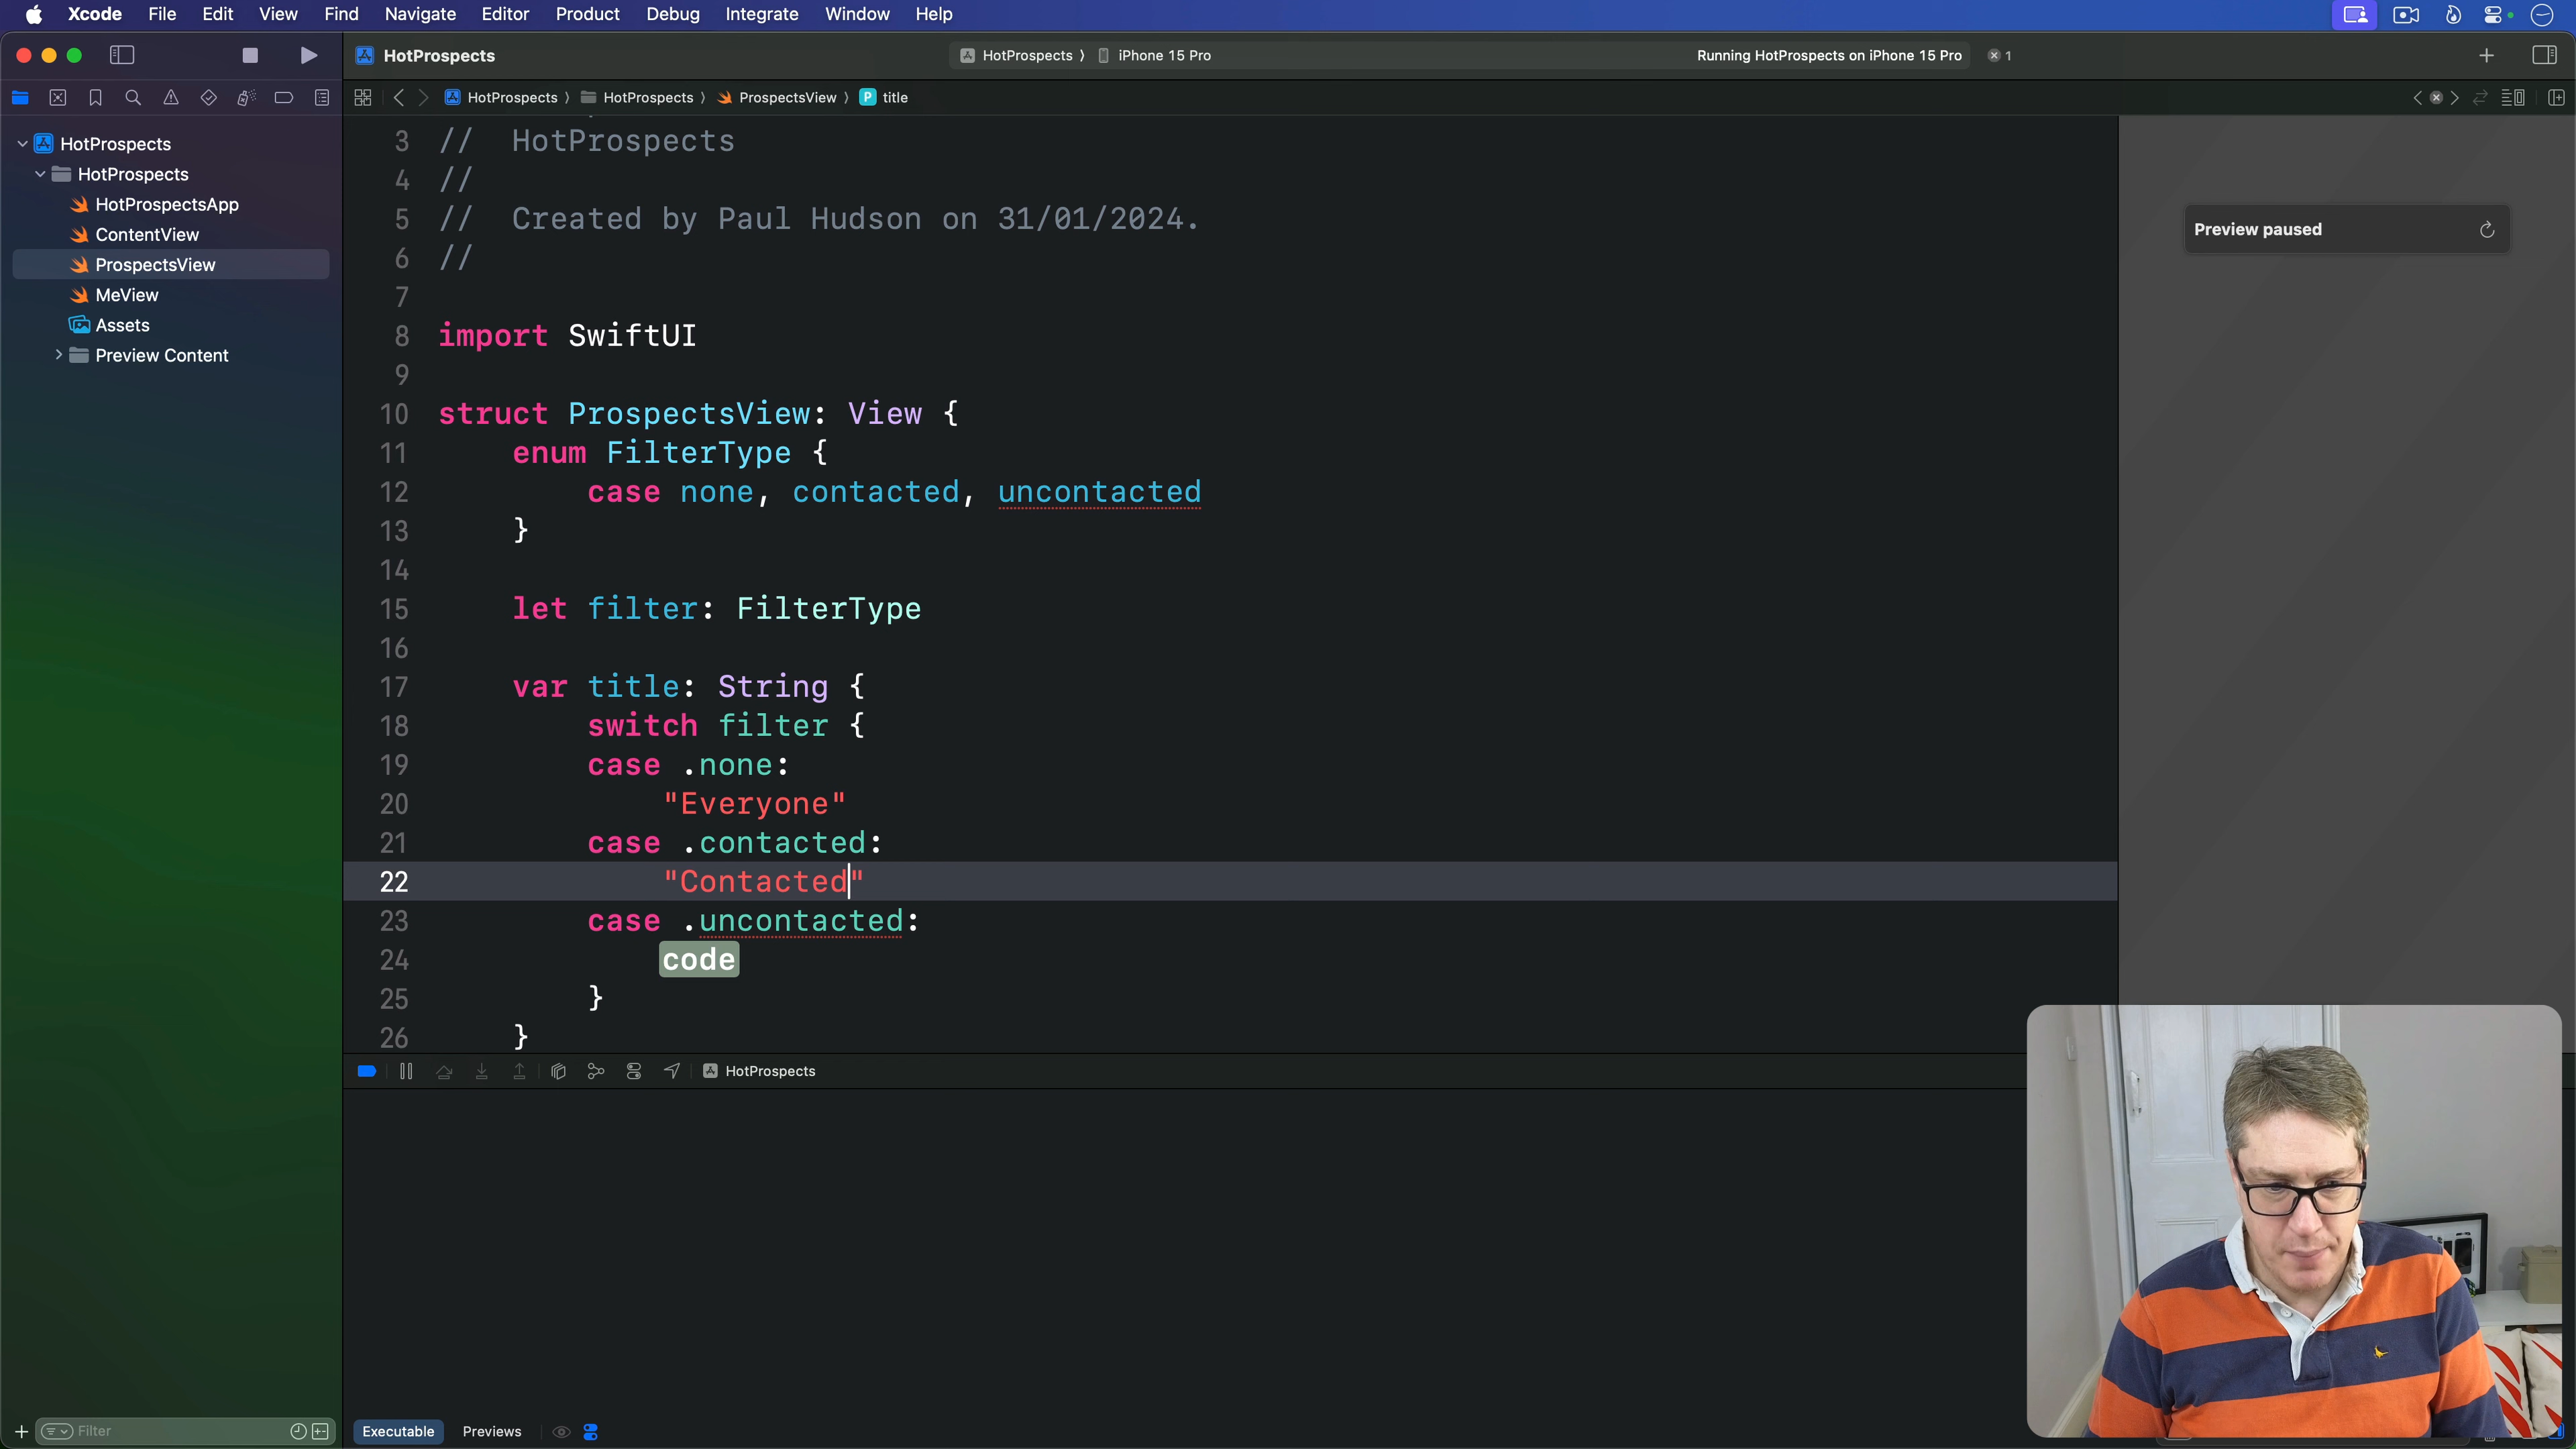 Xcode File Edit View Find Navigate Editor Product Debug Integrate Window Help
HotProspects HotProspects ⟩ iPhone 15 Pro Running HotProspects on iPhone 15 Pro 1
HotProspects ⟩ HotProspects ⟩ ProspectsView ⟩ P title
HotProspects
HotProspects
HotProspectsApp
ContentView
ProspectsView
MeView
Assets
Preview Content
3 //  HotProspects
4 //
5 //  Created by Paul Hudson on 31/01/2024.
6 //
7
8 import SwiftUI
9
10 struct ProspectsView: View {
11 enum FilterType {
12 case none, contacted, uncontacted
13 }
14
15 let filter: FilterType
16
17 var title: String {
18 switch filter {
19 case .none:
20 "Everyone"
21 case .contacted:
22 "Contacted"
23 case .uncontacted:
24 code
25 }
26 }
Preview paused
HotProspects
Filter
Executable Previews